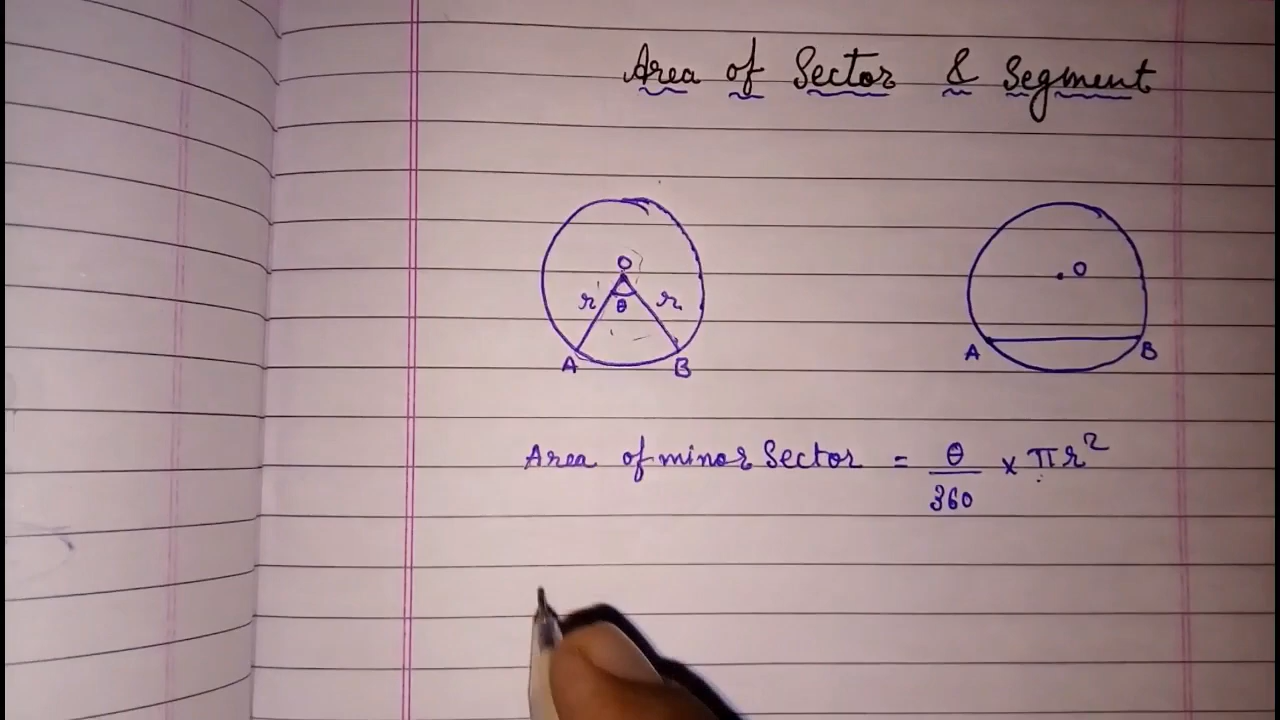 Area of Sector & Segment
O
r θ r
A B
O
A B
Area of minor Sector = θ/360 × πr²